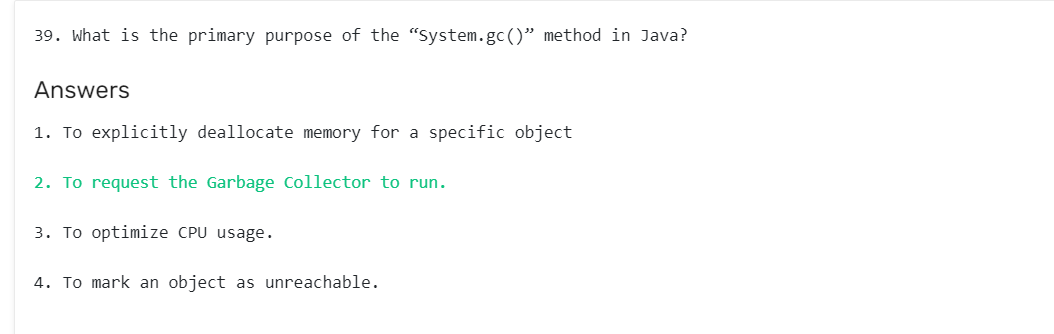 39. What is the primary purpose of the “System.gc()” method in Java?
Answers
1. To explicitly deallocate memory for a specific object
2. To request the Garbage Collector to run.
3. To optimize CPU usage.
4. To mark an object as unreachable.